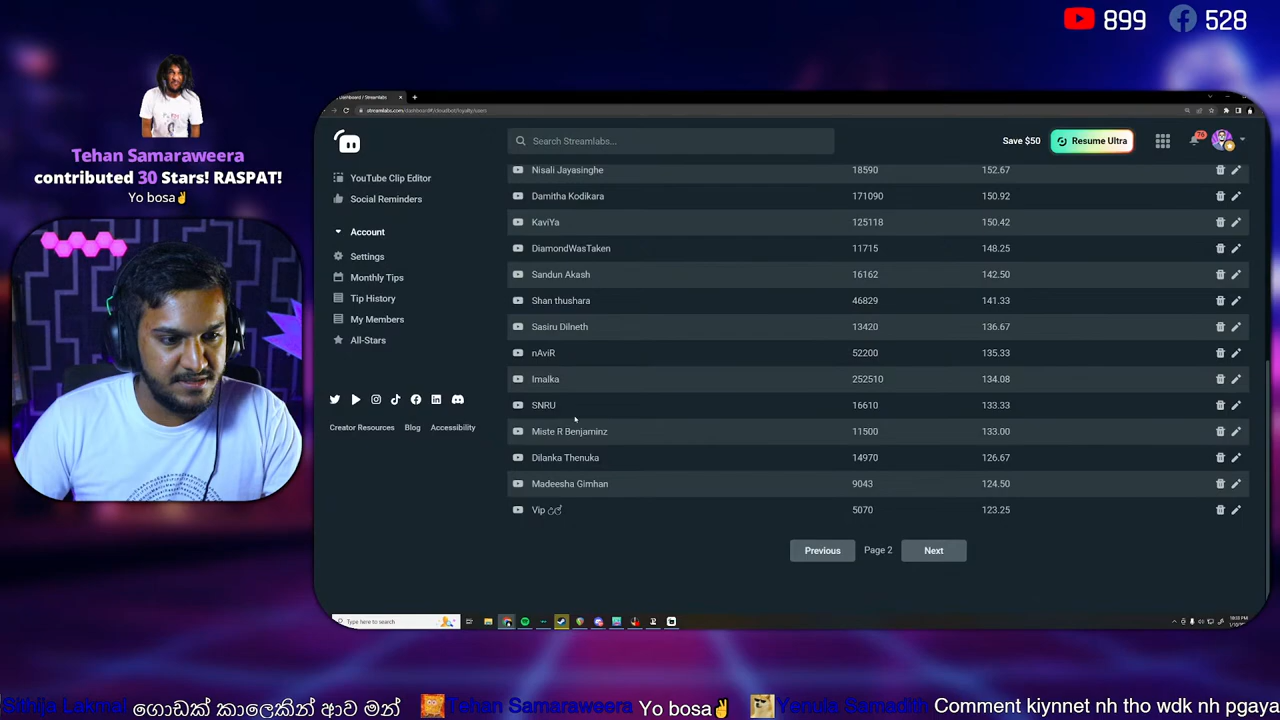 899 528
Tehan Samaraweera
contributed 30 Stars! RASPAT!
Yo bosa✌
Dashboard / Streamlabs
Search Streamlabs...
Save $50
Resume Ultra
YouTube Clip Editor
Social Reminders
Account
Settings
Monthly Tips
Tip History
My Members
All-Stars
Creator Resources Blog Accessibility
Nisali Jayasinghe 18590 152.67
Damitha Kodikara 171090 150.92
KaviYa 125118 150.42
DiamondWasTaken 11715 148.25
Sandun Akash 16162 142.50
Shan thushara 46829 141.33
Sasiru Dilneth 13420 136.67
nAviR 52200 135.33
Imalka 252510 134.08
SNRU 16610 133.33
Miste R Benjaminz 11500 133.00
Dilanka Thenuka 14970 126.67
Madeesha Gimhan 9043 124.50
Vip උල් 5070 123.25
Previous Page 2 Next
Type here to search
Sithija Lakmal ගොඩක් කාලෙකින් ආව මන් Tehan Samaraweera Yo bosa✌ Yenula Samadith Comment kiynnet nh tho wdk nh pgaya